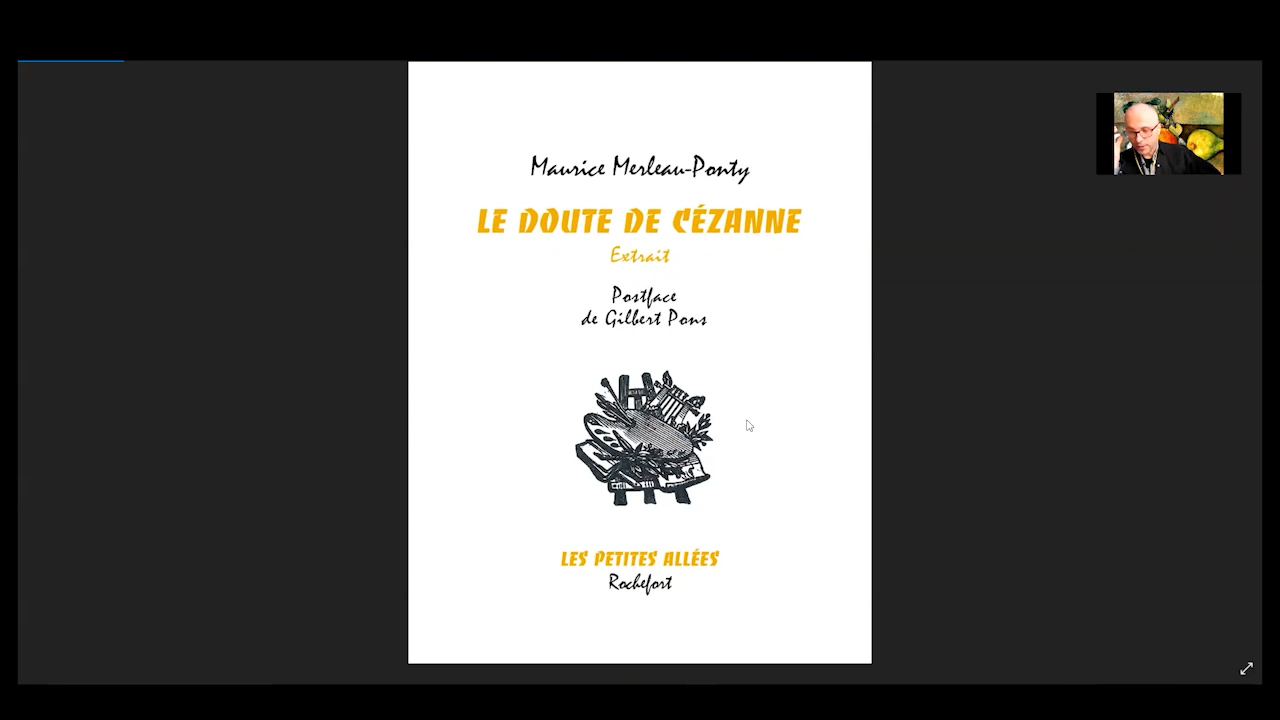 Maurice Merleau-Ponty
LE DOUTE DE CÉZANNE
Extrait
Postface
de Gilbert Pons
LES PETITES ALLÉES
Rochefort